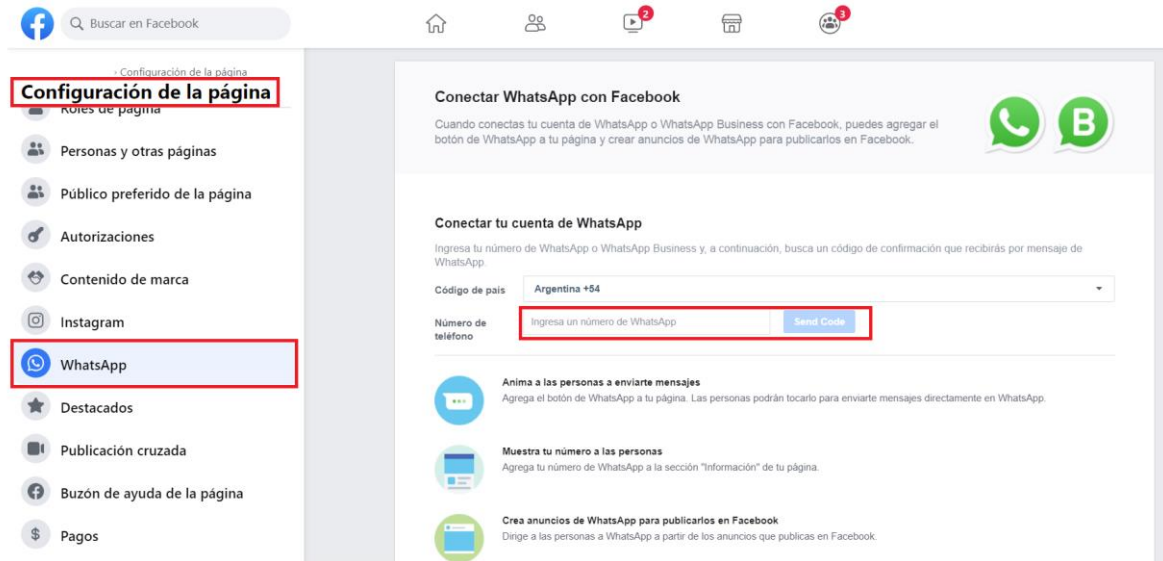 Buscar en Facebook
2
3
› Configuración de la página
Configuración de la página
Roles de página
Personas y otras páginas
Público preferido de la página
Autorizaciones
Contenido de marca
Instagram
WhatsApp
Destacados
Publicación cruzada
Buzón de ayuda de la página
Pagos
Conectar WhatsApp con Facebook
Cuando conectas tu cuenta de WhatsApp o WhatsApp Business con Facebook, puedes agregar el
botón de WhatsApp a tu página y crear anuncios de WhatsApp para publicarlos en Facebook.
B
Conectar tu cuenta de WhatsApp
Ingresa tu número de WhatsApp o WhatsApp Business y, a continuación, busca un código de confirmación que recibirás por mensaje de
WhatsApp.
Código de país Argentina +54
Número de
teléfono
Ingresa un número de WhatsApp Send Code
Anima a las personas a enviarte mensajes
Agrega el botón de WhatsApp a tu página. Las personas podrán tocarlo para enviarte mensajes directamente en WhatsApp.
Muestra tu número a las personas
Agrega tu número de WhatsApp a la sección "Información" de tu página.
Crea anuncios de WhatsApp para publicarlos en Facebook
Dirige a las personas a WhatsApp a partir de los anuncios que publicas en Facebook.